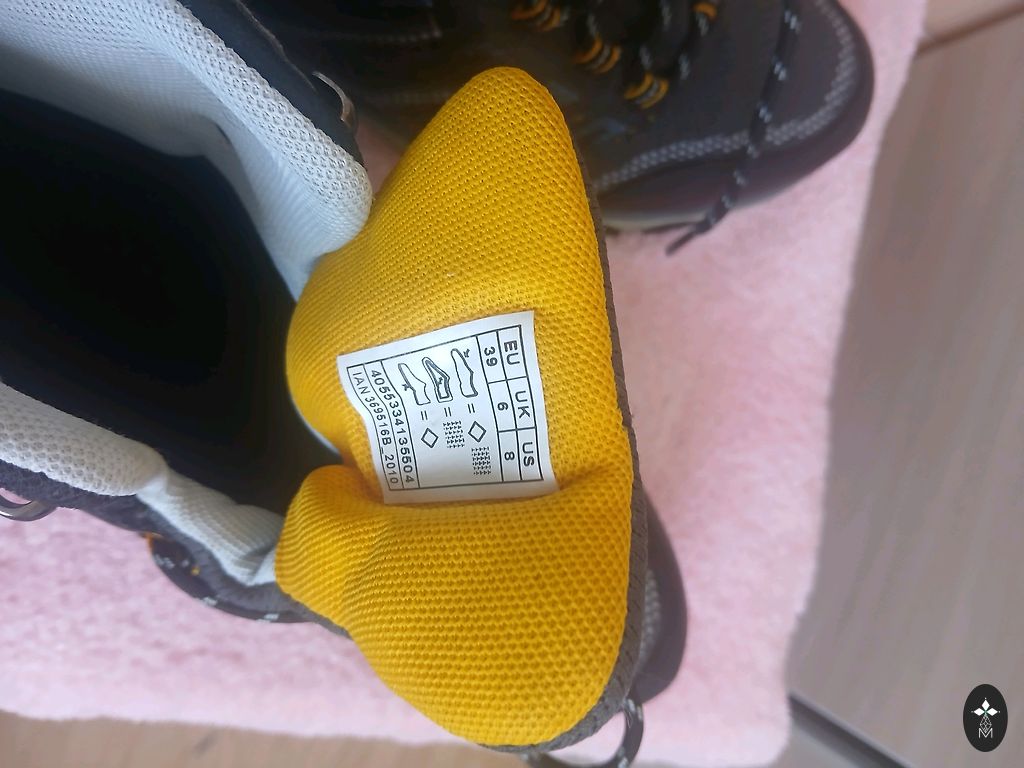 EU UK US
39 6 8
= ◇
=
= ◇
4055334135504
IAN 369516B_2010
M